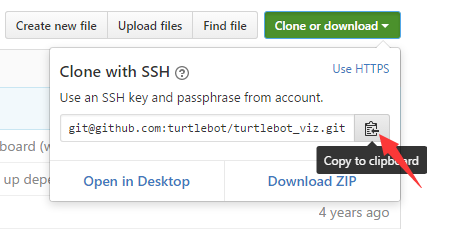 Create new file Upload files Find file Clone or download
Clone with SSH ? Use HTTPS
Use an SSH key and passphrase from account.
git@github.com:turtlebot/turtlebot_viz.git
Copy to clipboard
board (w
up depe
Open in Desktop Download ZIP
4 years ago